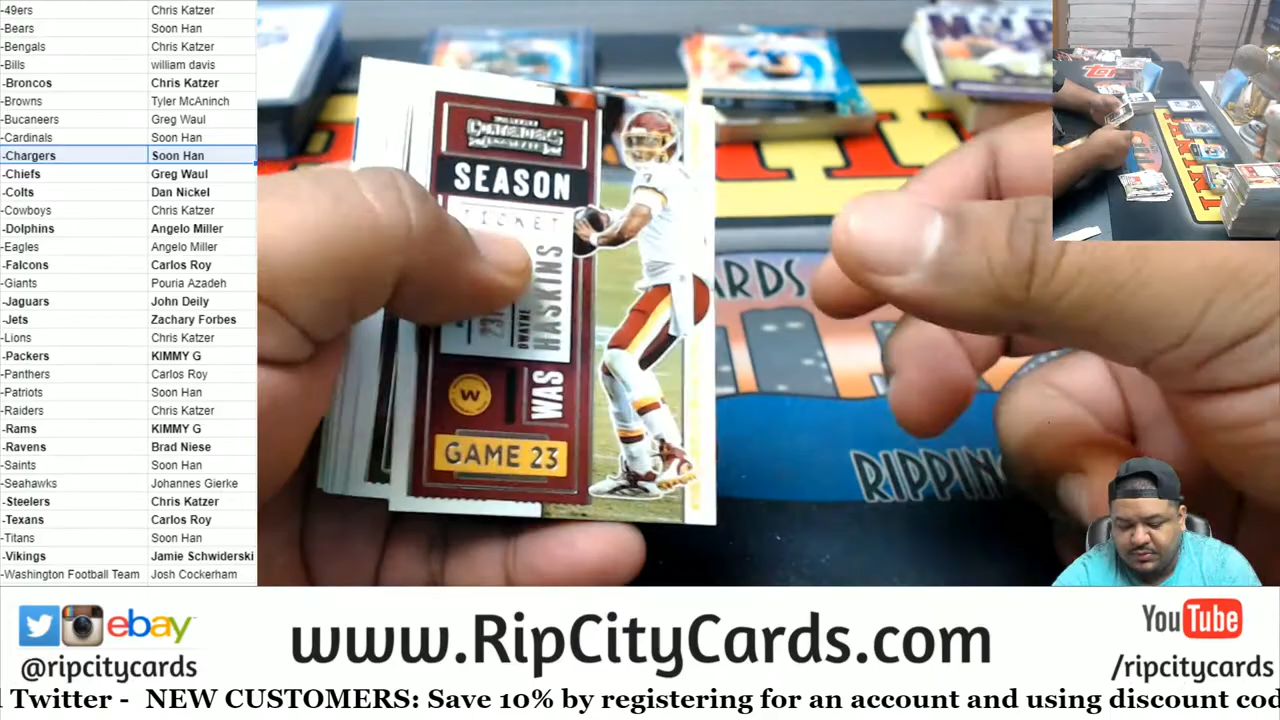 -49ers Chris Katzer
-Bears Soon Han
-Bengals Chris Katzer
-Bills william davis
-Broncos Chris Katzer
-Browns Tyler McAninch
-Bucaneers Greg Waul
-Cardinals Soon Han
-Chargers Soon Han
-Chiefs Greg Waul
-Colts Dan Nickel
-Cowboys Chris Katzer
-Dolphins Angelo Miller
-Eagles Angelo Miller
-Falcons Carlos Roy
-Giants Pouria Azadeh
-Jaguars John Deily
-Jets Zachary Forbes
-Lions Chris Katzer
-Packers KIMMY G
-Panthers Carlos Roy
-Patriots Soon Han
-Raiders Chris Katzer
-Rams KIMMY G
-Ravens Brad Niese
-Saints Soon Han
-Seahawks Johannes Gierke
-Steelers Chris Katzer
-Texans Carlos Roy
-Titans Soon Han
-Vikings Jamie Schwiderski
-Washington Football Team Josh Cockerham
SEASON
TICKET
DWAYNE
HASKINS
WAS
W
GAME 23
ARDS
RIPPIN
ebay
@ripcitycards
www.RipCityCards.com
YouTube
/ripcitycards
l Twitter - NEW CUSTOMERS: Save 10% by registering for an account and using discount cod